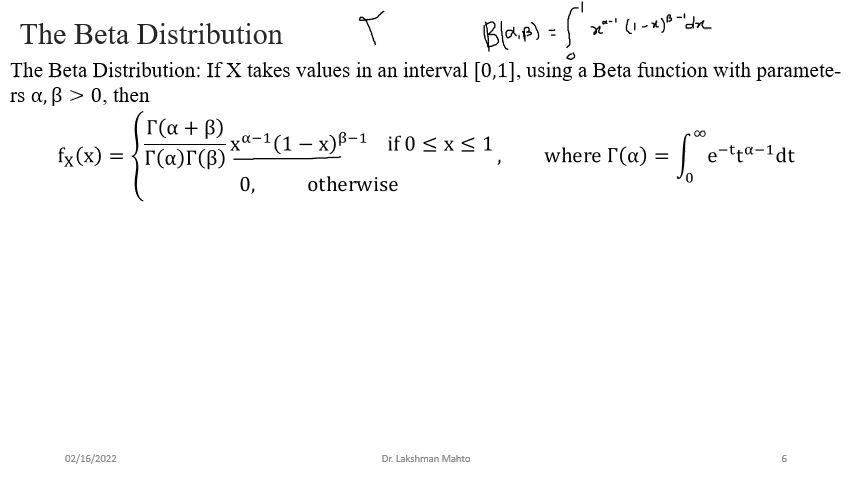 The Beta Distribution
B(α,β) = ∫₀¹ x^(α-1) (1-x)^(β-1) dx
The Beta Distribution: If X takes values in an interval [0,1], using a Beta function with paramete-
rs α, β > 0, then
f_X(x) = { Γ(α + β) / Γ(α)Γ(β) x^(α−1)(1 − x)^(β−1) if 0 ≤ x ≤ 1 , where Γ(α) = ∫₀^∞ e^(−t) t^(α−1) dt
0, otherwise
02/16/2022 Dr. Lakshman Mahto 6